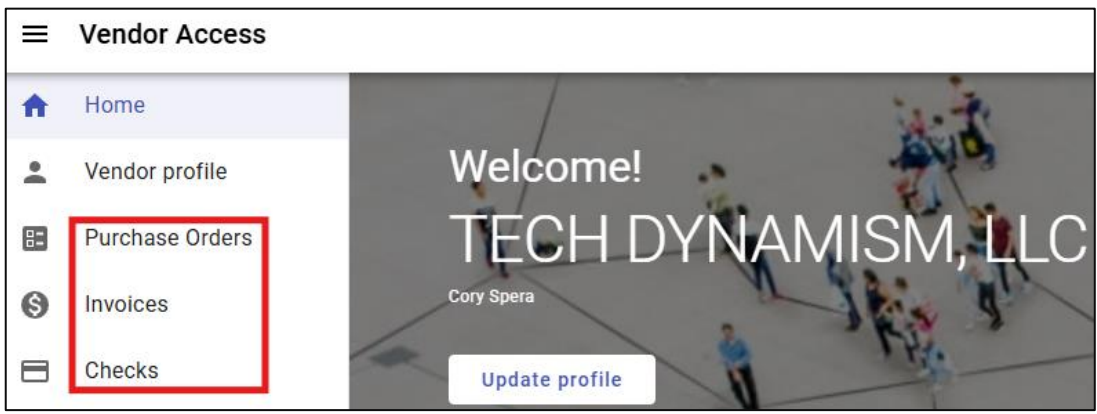 Vendor Access
Home
Vendor profile
Purchase Orders
Invoices
Checks
Welcome!
TECH DYNAMISM, LLC
Cory Spera
Update profile